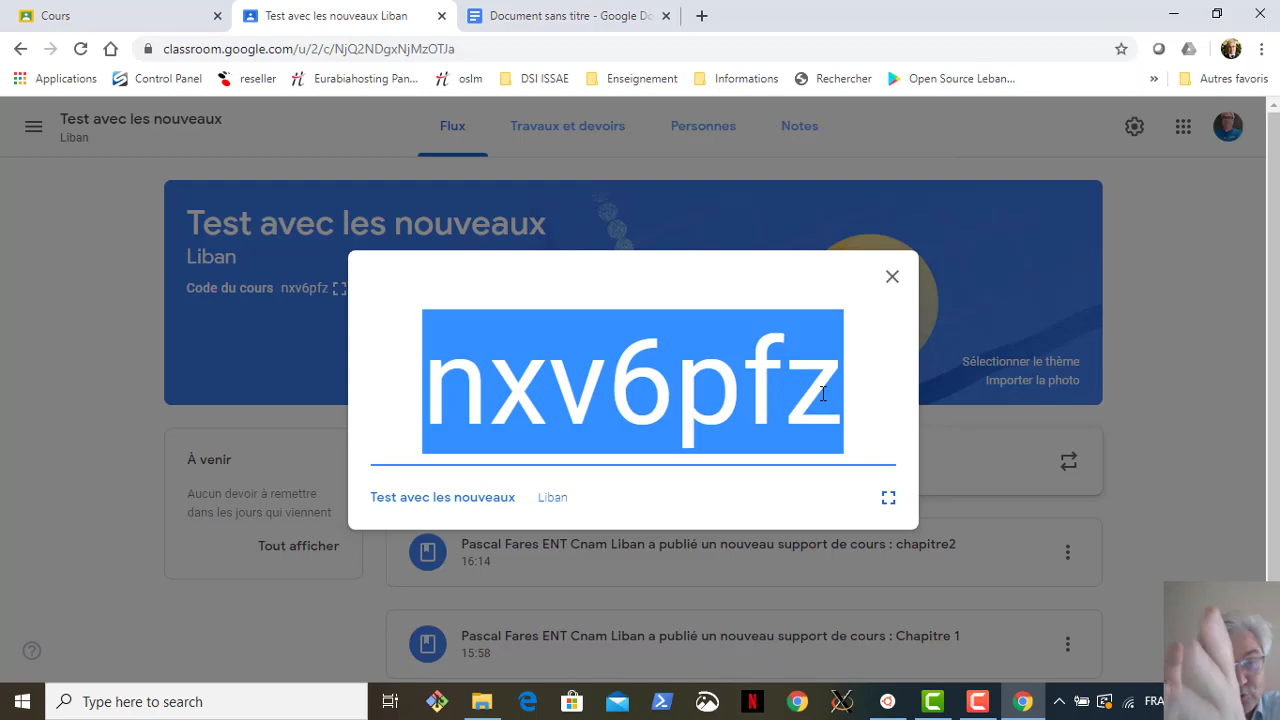 Cours
Test avec les nouveaux Liban
Document sans titre - Google Do
classroom.google.com/u/2/c/NjQ2NDgxNjMzOTJa
Applications
Control Panel
reseller
Eurabiahosting Pan...
oslm
DSI ISSAE
Enseignement
Informations
Rechercher
Open Source Leban...
Autres favoris
Test avec les nouveaux
Liban
Flux
Travaux et devoirs
Personnes
Notes
Test avec les nouveaux
Liban
Code du cours nxv6pfz
Sélectionner le thème
Importer la photo
nxv6pfz
Test avec les nouveaux Liban
À venir
Aucun devoir à remettre
dans les jours qui viennent
Tout afficher
Pascal Fares ENT Cnam Liban a publié un nouveau support de cours : chapitre2
16:14
Pascal Fares ENT Cnam Liban a publié un nouveau support de cours : Chapitre 1
15:58
Type here to search
FRA